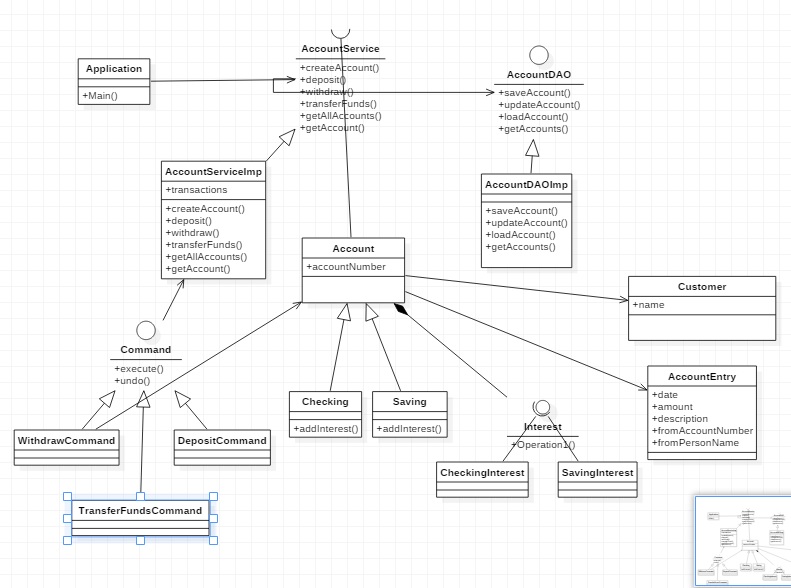 AccountService
+createAccount()
+deposit()
+withdraw()
+transferFunds()
+getAllAccounts()
+getAccount()
Application
+Main()
AccountDAO
+saveAccount()
+updateAccount()
+loadAccount()
+getAccounts()
AccountServiceImp
+transactions
+createAccount()
+deposit()
+withdraw()
+transferFunds()
+getAllAccounts()
+getAccount()
AccountDAOImp
+saveAccount()
+updateAccount()
+loadAccount()
+getAccounts()
Account
+accountNumber
Customer
+name
Command
+execute()
+undo()
AccountEntry
+date
+amount
+description
+fromAccountNumber
+fromPersonName
Checking
+addInterest()
Saving
+addInterest()
Interest
+Operation1()
WithdrawCommand
DepositCommand
CheckingInterest
SavingInterest
TransferFundsCommand